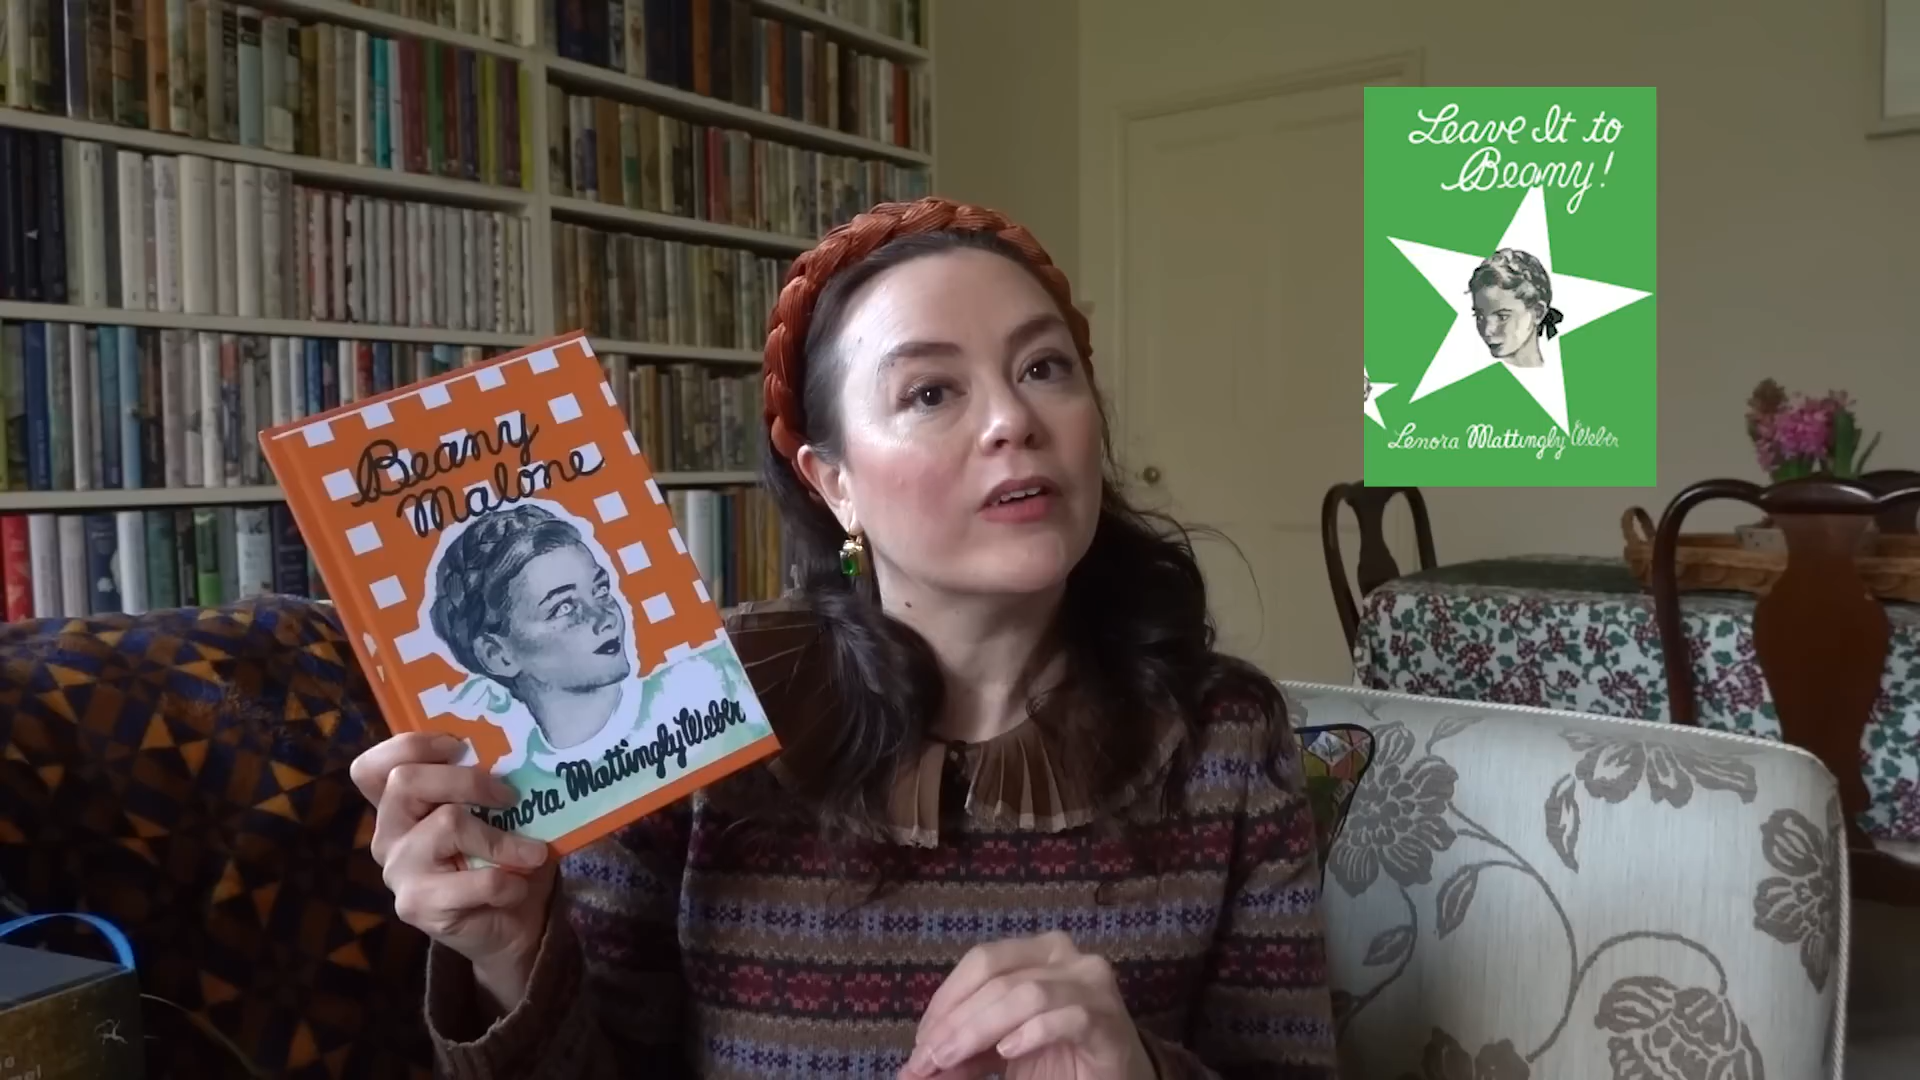 Beany
Malone
Lenora Mattingly Weber
Leave It to
Beany!
Lenora Mattingly Weber